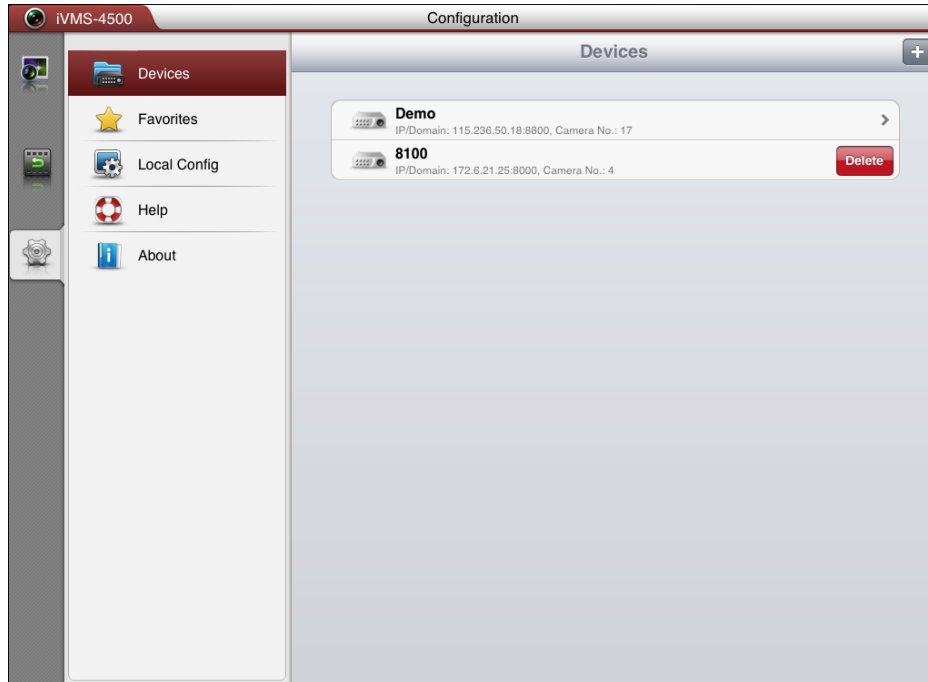 iVMS-4500
Configuration
Devices
Favorites
Local Config
Help
About
Devices
+
Demo
IP/Domain: 115.236.50.18:8800, Camera No.: 17
8100
IP/Domain: 172.6.21.25:8000, Camera No.: 4
Delete